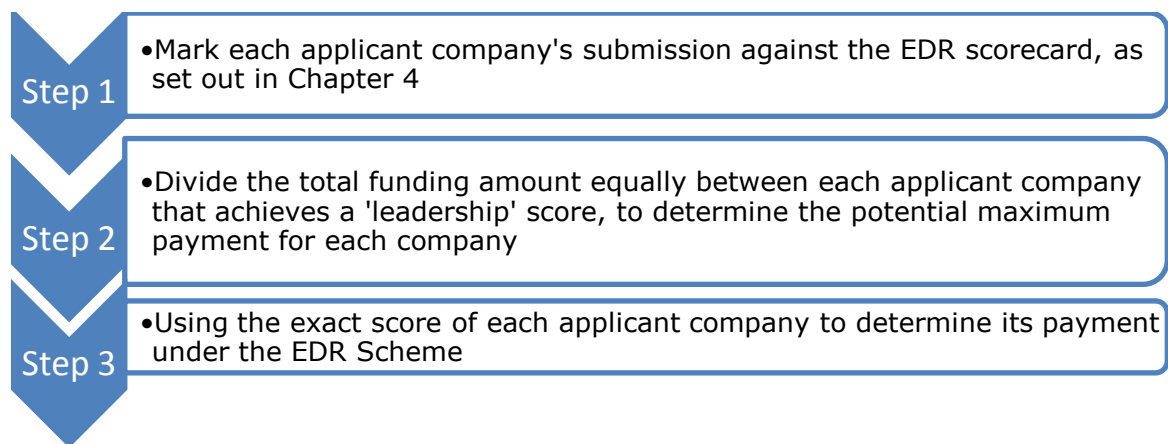 Step 1
•Mark each applicant company's submission against the EDR scorecard, as
set out in Chapter 4
Step 2
•Divide the total funding amount equally between each applicant company
that achieves a 'leadership' score, to determine the potential maximum
payment for each company
Step 3
•Using the exact score of each applicant company to determine its payment
under the EDR Scheme